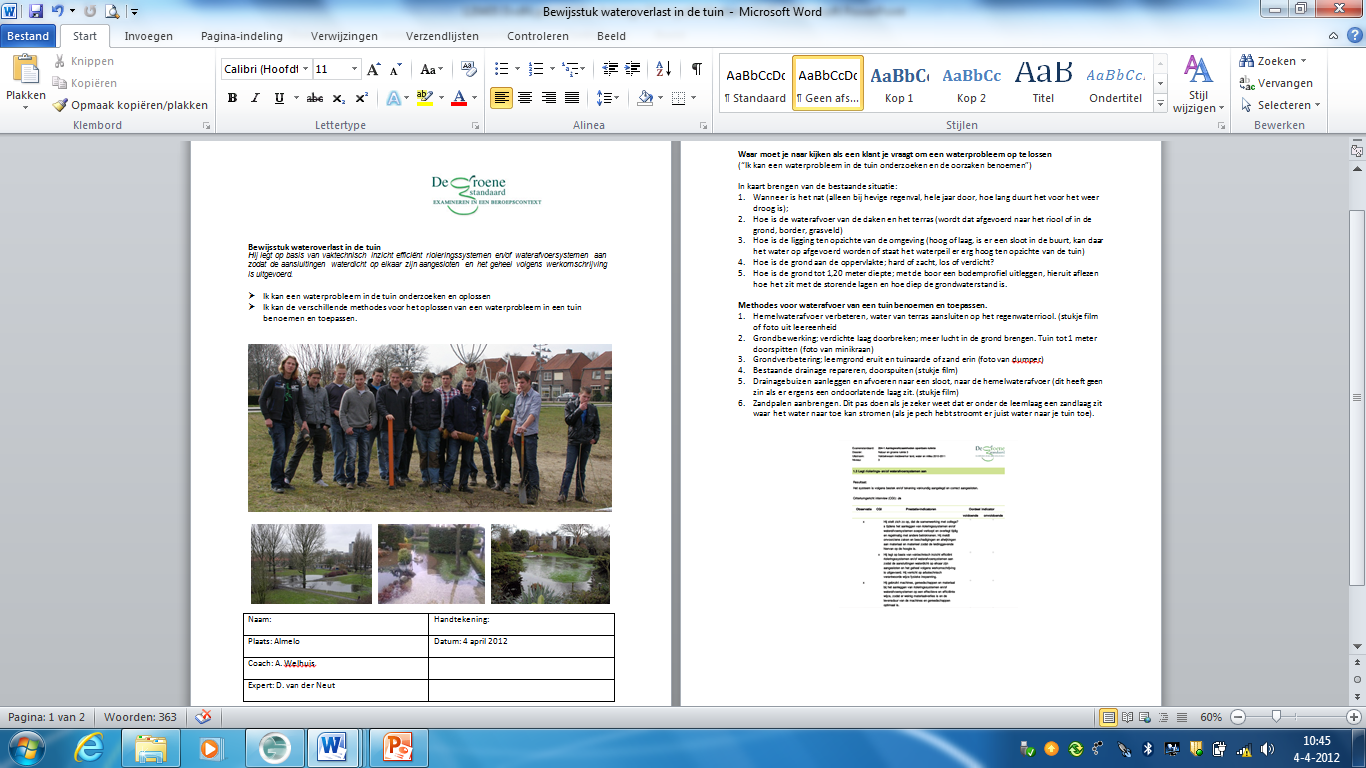 Bewijsstuk wateroverlast in de tuin - Microsoft Word
Bestand
Start
Invoegen
Pagina-indeling
Verwijzingen
Verzendlijsten
Controleren
Beeld
Plakken
Knippen
Kopiëren
Opmaak kopiëren/plakken
Klembord
Calibri (Hoofdt
11
Lettertype
Alinea
AaBbCcDc
¶ Standaard
AaBbCcDc
¶ Geen afs...
AaBbC
Kop 1
AaBbCc
Kop 2
AaB
Titel
AaBbCc.
Ondertitel
Stijlen
Stijl
wijzigen
Zoeken
Vervangen
Selecteren
Bewerken
De Groene
standaard
EXAMINEREN IN EEN BEROEPSCONTEXT
Bewijsstuk wateroverlast in de tuin
Hij legt op basis van vaktechnisch inzicht efficiënt rioleringssystemen en/of waterafvoersystemen aan
zodat de aansluitingen waterdicht op elkaar zijn aangesloten en het geheel volgens werkomschrijving
is uitgevoerd.
Ik kan een waterprobleem in de tuin onderzoeken en oplossen
Ik kan de verschillende methodes voor het oplossen van een waterprobleem in een tuin
benoemen en toepassen.
Naam:
Handtekening:
Plaats: Almelo
Datum: 4 april 2012
Coach: A. Welhuis
Expert: D. van der Neut
Waar moet je naar kijken als een klant je vraagt om een waterprobleem op te lossen
("Ik kan een waterprobleem in de tuin onderzoeken en de oorzaken benoemen")
In kaart brengen van de bestaande situatie:
1. Wanneer is het nat (alleen bij hevige regenval, hele jaar door, hoe lang duurt het voor het weer
droog is);
2. Hoe is de waterafvoer van de daken en het terras (wordt dat afgevoerd naar het riool of in de
grond, border, grasveld)
3. Hoe is de ligging ten opzichte van de omgeving (hoog of laag, is er een sloot in de buurt, kan daar
het water op afgevoerd worden of staat het waterpeil er erg hoog ten opzichte van de tuin)
4. Hoe is de grond aan de oppervlakte; hard of zacht, los of verdicht?
5. Hoe is de grond tot 1,20 meter diepte; met de boor een bodemprofiel uitleggen, hieruit aflezen
hoe het zit met de storende lagen en hoe diep de grondwaterstand is.
Methodes voor waterafvoer van een tuin benoemen en toepassen.
1. Hemelwaterafvoer verbeteren, water van terras aansluiten op het regenwaterriool. (stukje film
of foto uit leereenheid
2. Grondbewerking; verdichte laag doorbreken; meer lucht in de grond brengen. Tuin tot 1 meter
doorspitten (foto van minikraan)
3. Grondverbetering; leemgrond eruit en tuinaarde of zand erin (foto van dumper)
4. Bestaande drainage repareren, doorspuiten (stukje film)
5. Drainagebuizen aanleggen en afvoeren naar een sloot, naar de hemelwaterafvoer (dit heeft geen
zin als er ergens een ondoorlatende laag zit. (stukje film)
6. Zandpalen aanbrengen. Dit pas doen als je zeker weet dat er onder de leemlaag een zandlaag zit
waar het water naar toe kan stromen (als je pech hebt stroomt er juist water naar je tuin toe).
De Groene
standaard
Resultaat
Pagina: 1 van 2
Woorden: 363
60%
10:45
4-4-2012